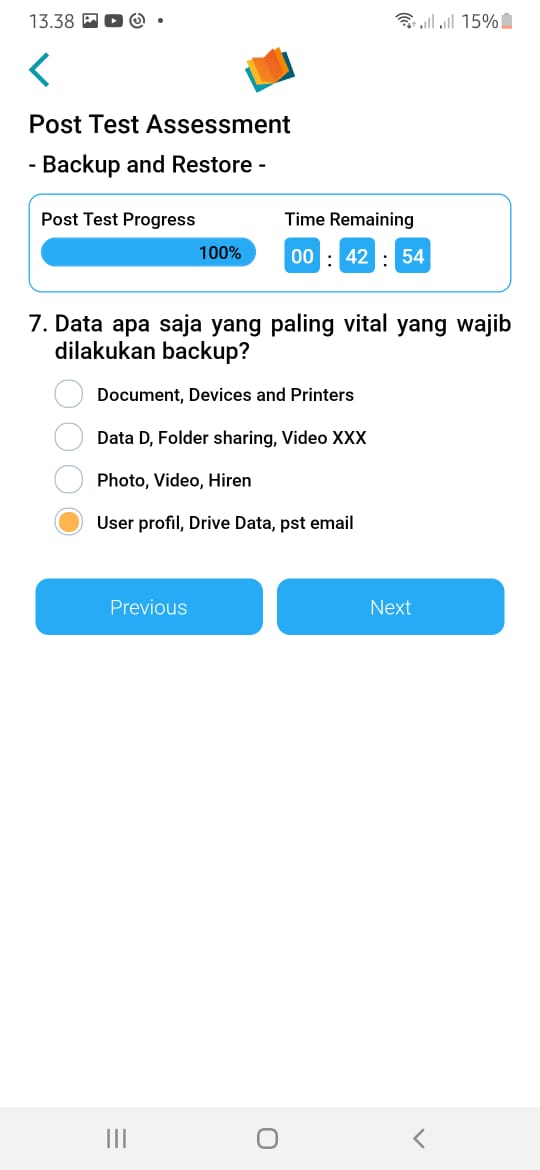 13.38 15%
Post Test Assessment
- Backup and Restore -
Post Test Progress Time Remaining
100% 00 : 42 : 54
7. Data apa saja yang paling vital yang wajib
dilakukan backup?
Document, Devices and Printers
Data D, Folder sharing, Video XXX
Photo, Video, Hiren
User profil, Drive Data, pst email
Previous Next